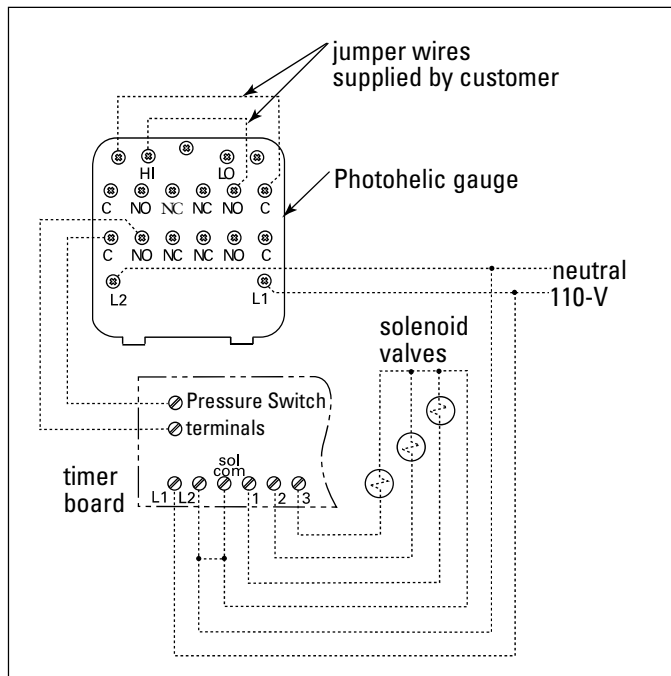 jumper wires
supplied by customer
HI LO
Photohelic gauge
C NO NC NC NO C
C NO NC NC NO C
L2 L1
neutral
110-V
solenoid
valves
Pressure Switch
terminals
sol
com
timer
board
L1 L2 1 2 3